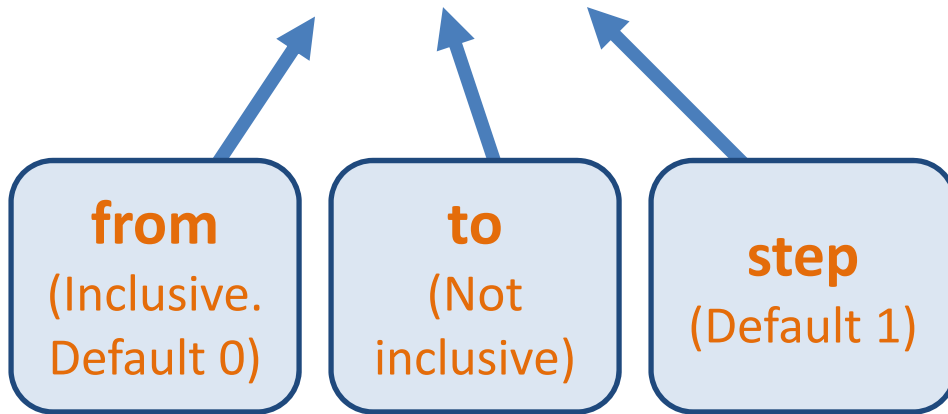 from
(Inclusive.
Default 0)
to
(Not
inclusive)
step
(Default 1)